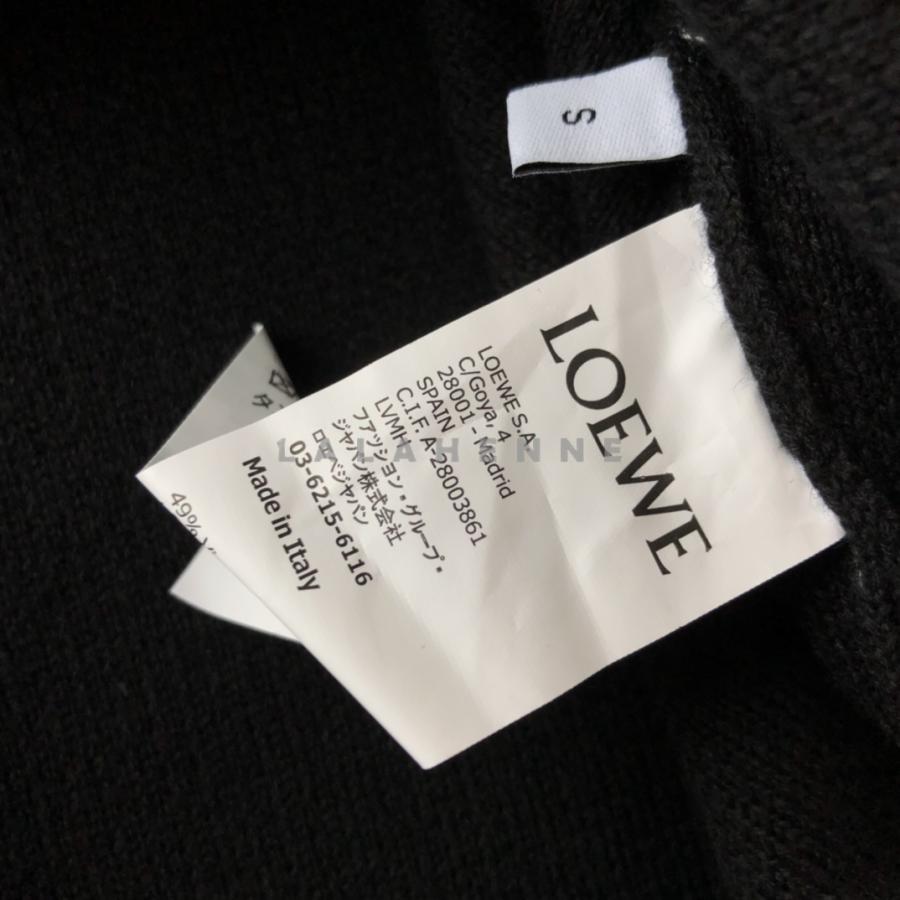 S
LOEWE
LOEWE S.A.
C/Goya, 4
28001 - Madrid
SPAIN
C.I.F. A-28003861
LVMH
ファッション・グループ・
ジャパン株式会社
ロエベジャパン
03-6215-6116
Made in Italy
49%
LALAHENNE